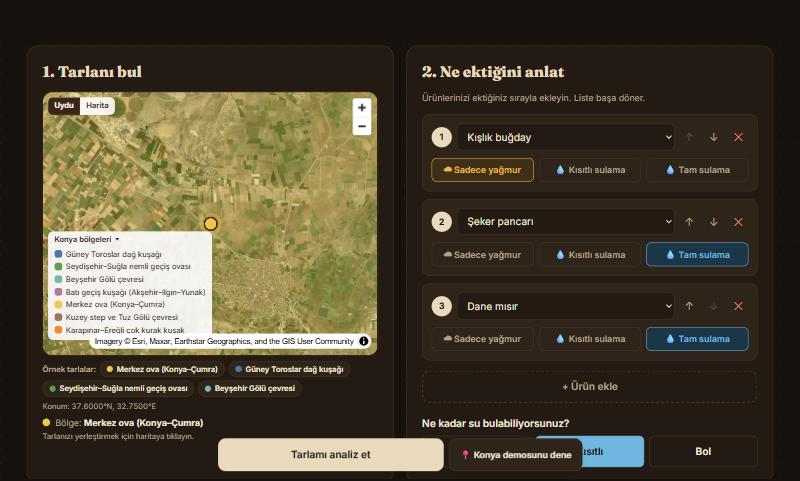 1. Tarlanı bul
Uydu Harita
+
−
Konya bölgeleri
Güney Toroslar dağ kuşağı
Seydişehir–Suğla nemli geçiş ovası
Beyşehir Gölü çevresi
Batı geçiş kuşağı (Akşehir–Ilgın–Yunak)
Merkez ova (Konya–Çumra)
Kuzey step ve Tuz Gölü çevresi
Karapınar–Ereğli çok kurak kuşak
Imagery © Esri, Maxar, Earthstar Geographics, and the GIS User Community
Örnek tarlalar: Merkez ova (Konya–Çumra) Güney Toroslar dağ kuşağı
Seydişehir–Suğla nemli geçiş ovası Beyşehir Gölü çevresi
Konum: 37.6000°N, 32.7500°E
Bölge: Merkez ova (Konya–Çumra)
Tarlanızı yerleştirmek için haritaya tıklayın.
2. Ne ektiğini anlat
Ürünlerinizi ektiğiniz sırayla ekleyin. Liste başa döner.
1 Kışlık buğday ↑ ↓ ✕
Sadece yağmur Kısıtlı sulama Tam sulama
2 Şeker pancarı ↑ ↓ ✕
Sadece yağmur Kısıtlı sulama Tam sulama
3 Dane mısır ↑ ↓ ✕
Sadece yağmur Kısıtlı sulama Tam sulama
+ Ürün ekle
Ne kadar su bulabiliyorsunuz?
Bol
Tarlamı analiz et
Konya demosunu dene